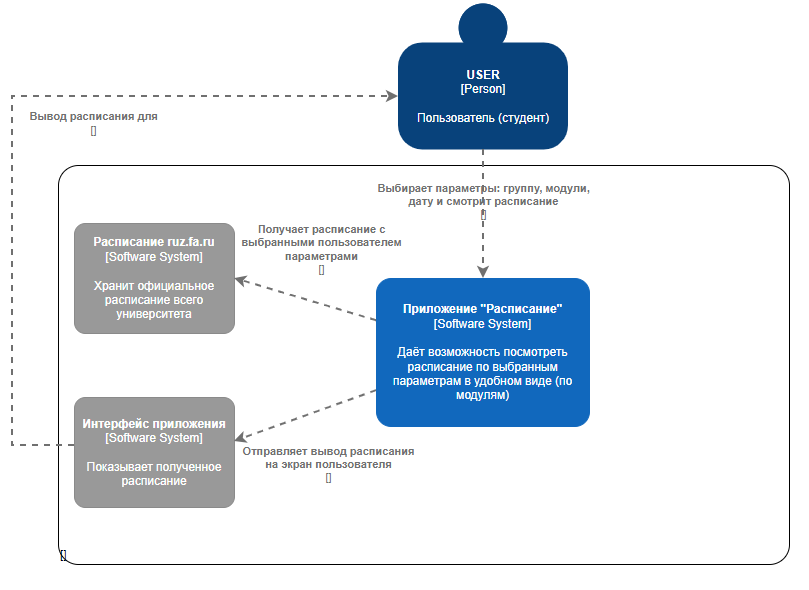 USER
[Person]
Пользователь (студент)
Вывод расписания для
[]
Выбирает параметры: группу, модули,
дату и смотрит расписание
[]
Расписание ruz.fa.ru
[Software System]
Хранит официальное
расписание всего
университета
Получает расписание с
выбранными пользователем
параметрами
[]
Приложение "Расписание"
[Software System]
Даёт возможность посмотреть
расписание по выбранным
параметрам в удобном виде (по
модулям)
Интерфейс приложения
[Software System]
Показывает полученное
расписание
Отправляет вывод расписания
на экран пользователя
[]
[]